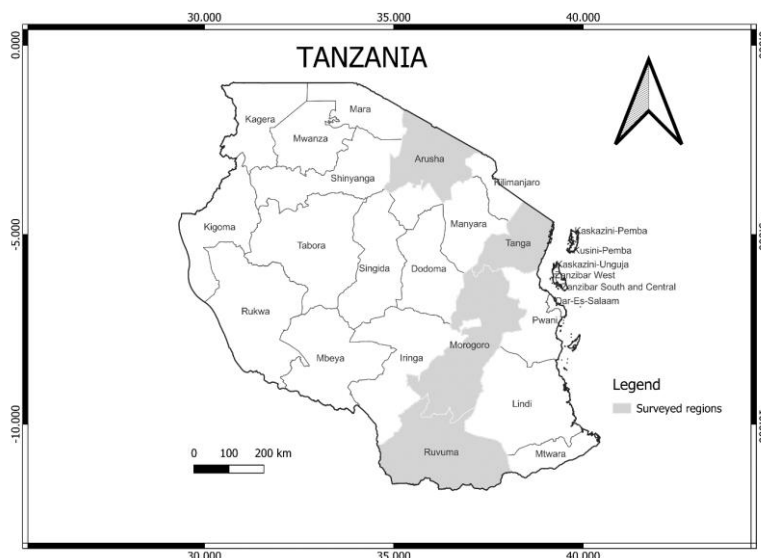 30.000 35.000 40.000
0.000
0.000
TANZANIA
Kagera
Mara
Mwanza
Arusha
Shinyanga
Kilimanjaro
Kigoma
Manyara
-5.000
Kaskazini-Pemba
Tabora
Tanga
Kusini-Pemba
Singida
Dodoma
Kaskazini-Unguja
Zanzibar West
Zanzibar South and Central
Dar-Es-Salaam
Rukwa
Pwani
Morogoro
Mbeya
Iringa
Legend
Surveyed regions
Lindi
-10.000
Ruvuma
Mtwara
0 100 200 km
30.000 35.000 40.000